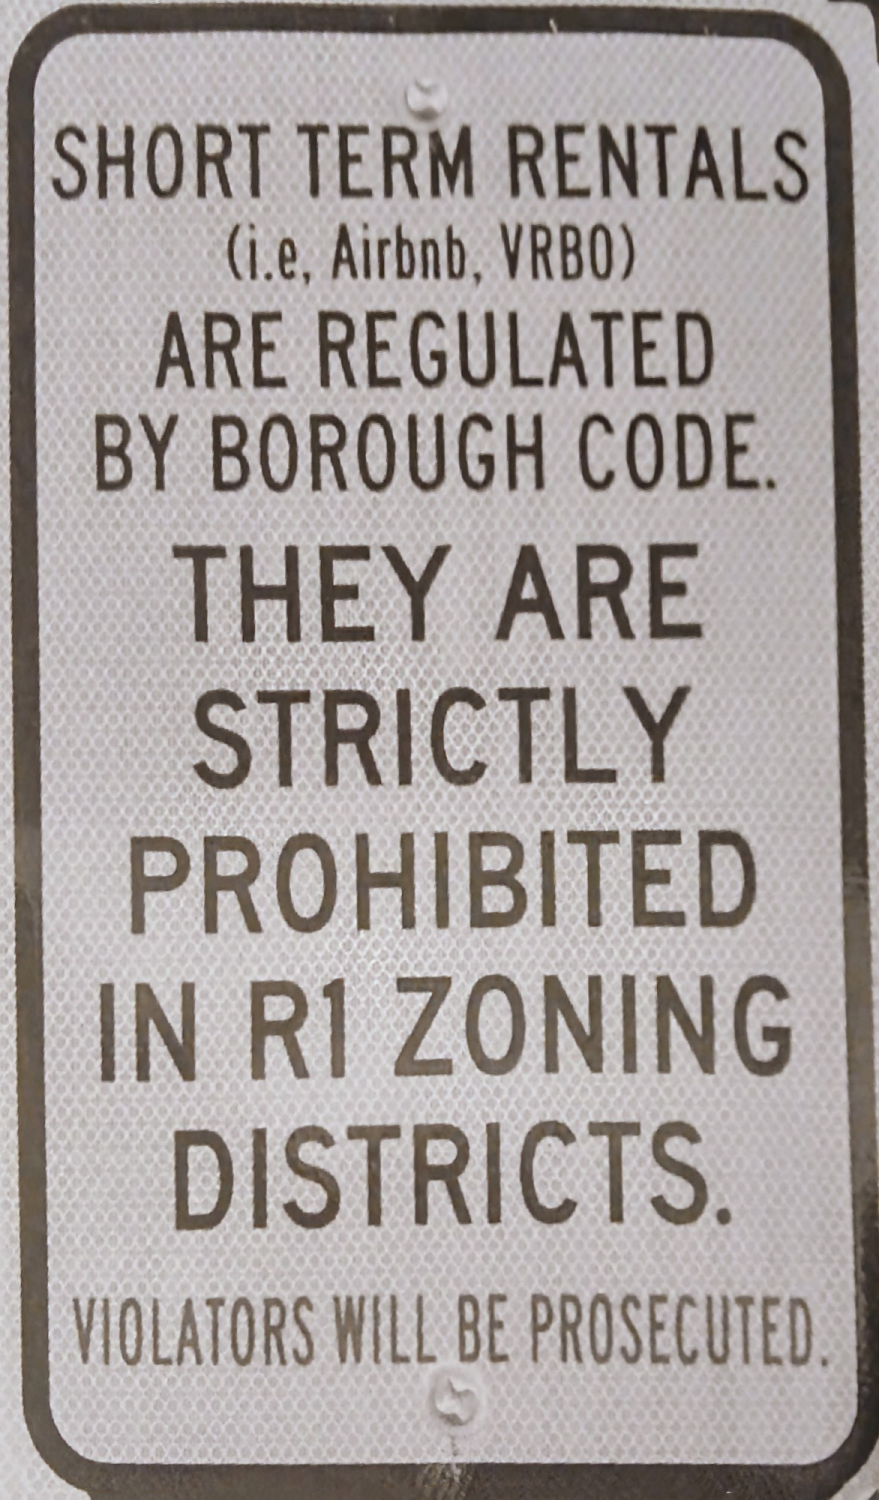 SHORT TERM RENTALS
(i.e, Airbnb, VRBO)
ARE REGULATED
BY BOROUGH CODE.
THEY ARE
STRICTLY
PROHIBITED
IN R1 ZONING
DISTRICTS.
VIOLATORS WILL BE PROSECUTED.